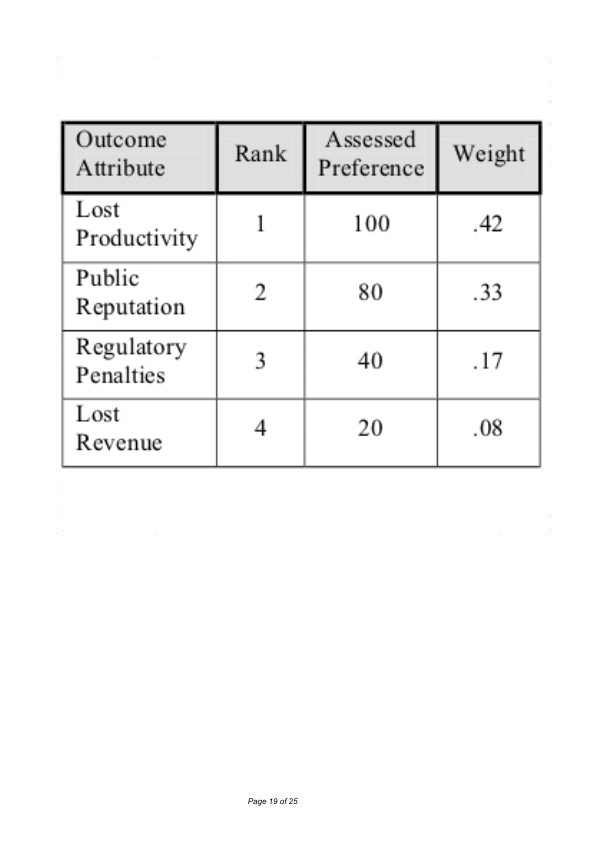 Outcome Attribute Rank Assessed Preference Weight
Lost Productivity 1 100 .42
Public Reputation 2 80 .33
Regulatory Penalties 3 40 .17
Lost Revenue 4 20 .08
Page 19 of 25